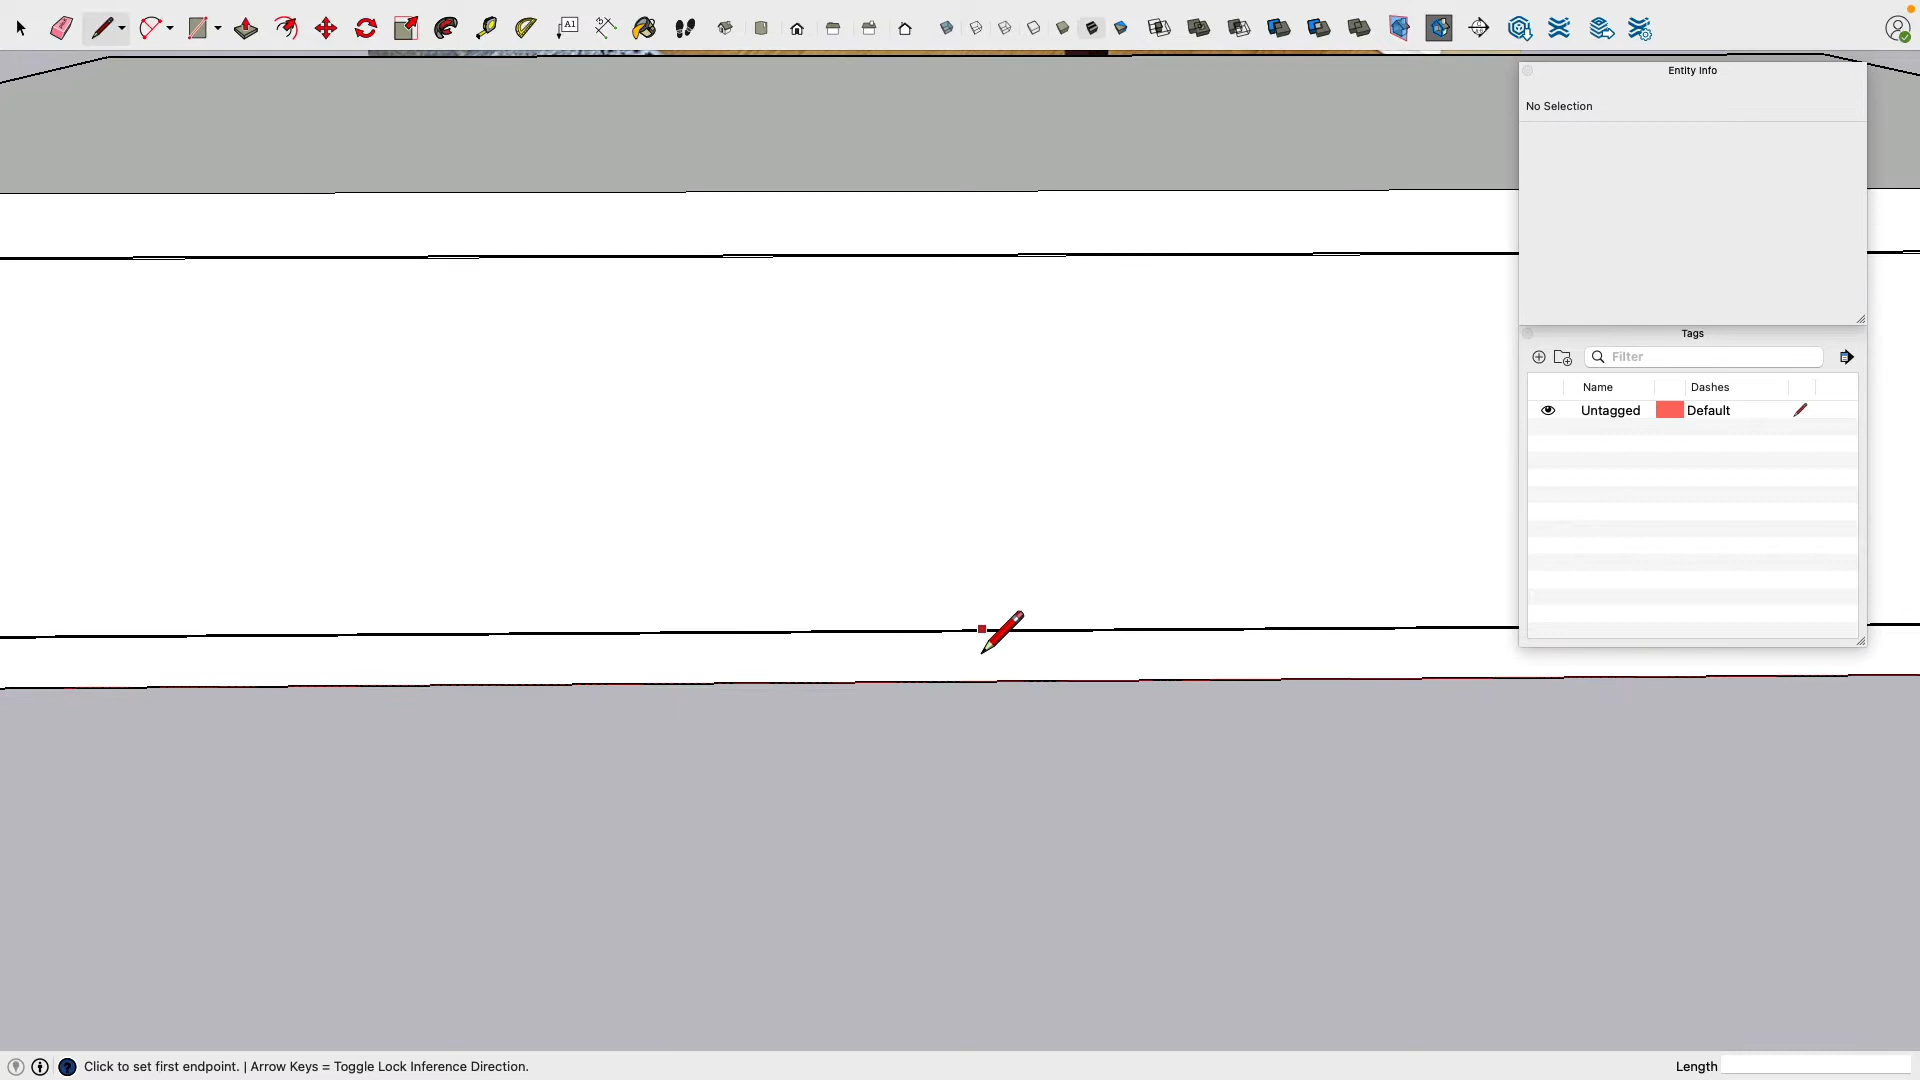 A1
Entity Info
No Selection
Tags
Filter
Name
Dashes
Untagged
Default
Click to set first endpoint. | Arrow Keys = Toggle Lock Inference Direction.
Length